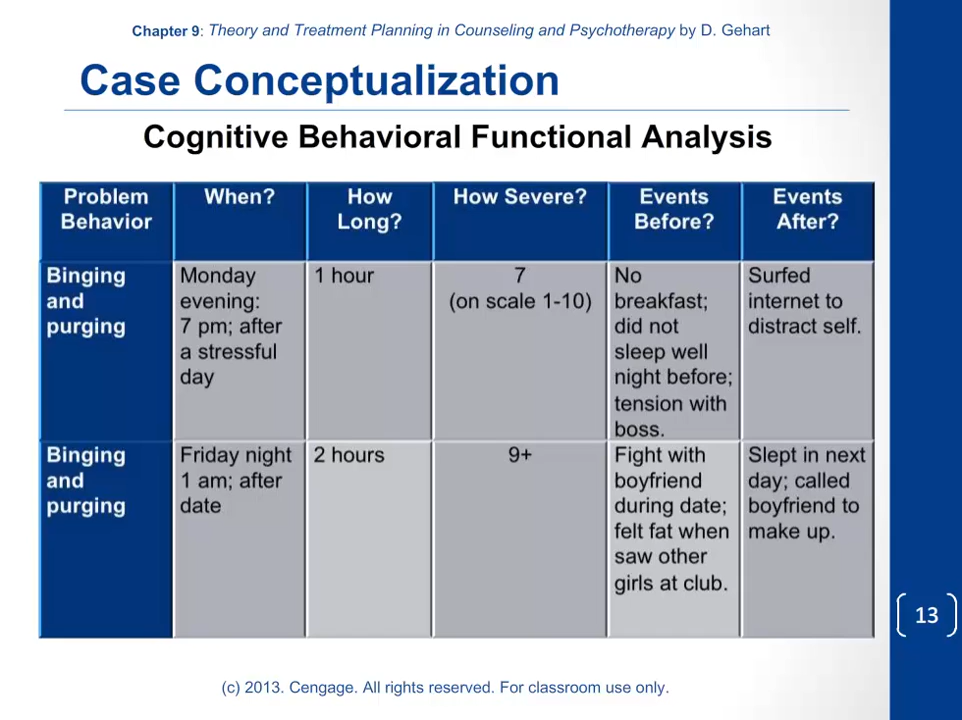 Chapter 9: Theory and Treatment Planning in Counseling and Psychotherapy by D. Gehart
Case Conceptualization
Cognitive Behavioral Functional Analysis
Problem
Behavior
When?
How
Long?
How Severe?
Events
Before?
Events
After?
Binging
and
purging
Monday
evening:
7 pm; after
a stressful
day
1 hour
7
(on scale 1-10)
No
breakfast;
did not
sleep well
night before;
tension with
boss.
Surfed
internet to
distract self.
Binging
and
purging
Friday night
1 am; after
date
2 hours
9+
Fight with
boyfriend
during date;
felt fat when
saw other
girls at club.
Slept in next
day; called
boyfriend to
make up.
13
(c) 2013. Cengage. All rights reserved. For classroom use only.